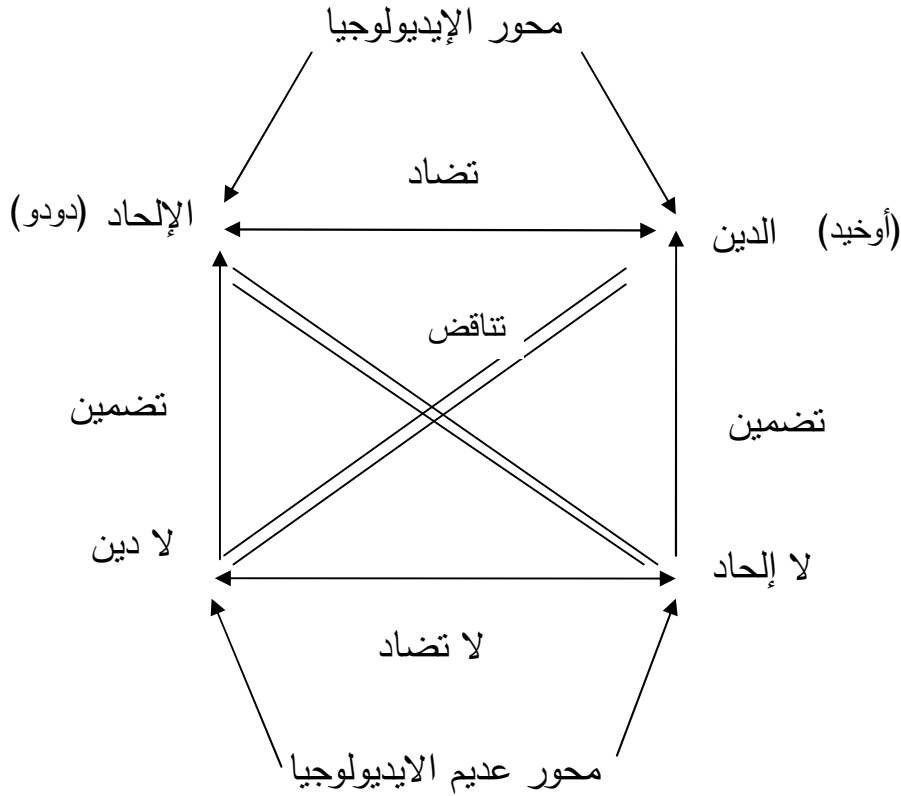 محور الإيديولوجيا
تضاد
(أوخيد) الدين
الإلحاد (دودو)
تناقض
تضمين
تضمين
لا إلحاد
لا دين
لا تضاد
محور عديم الايديولوجيا